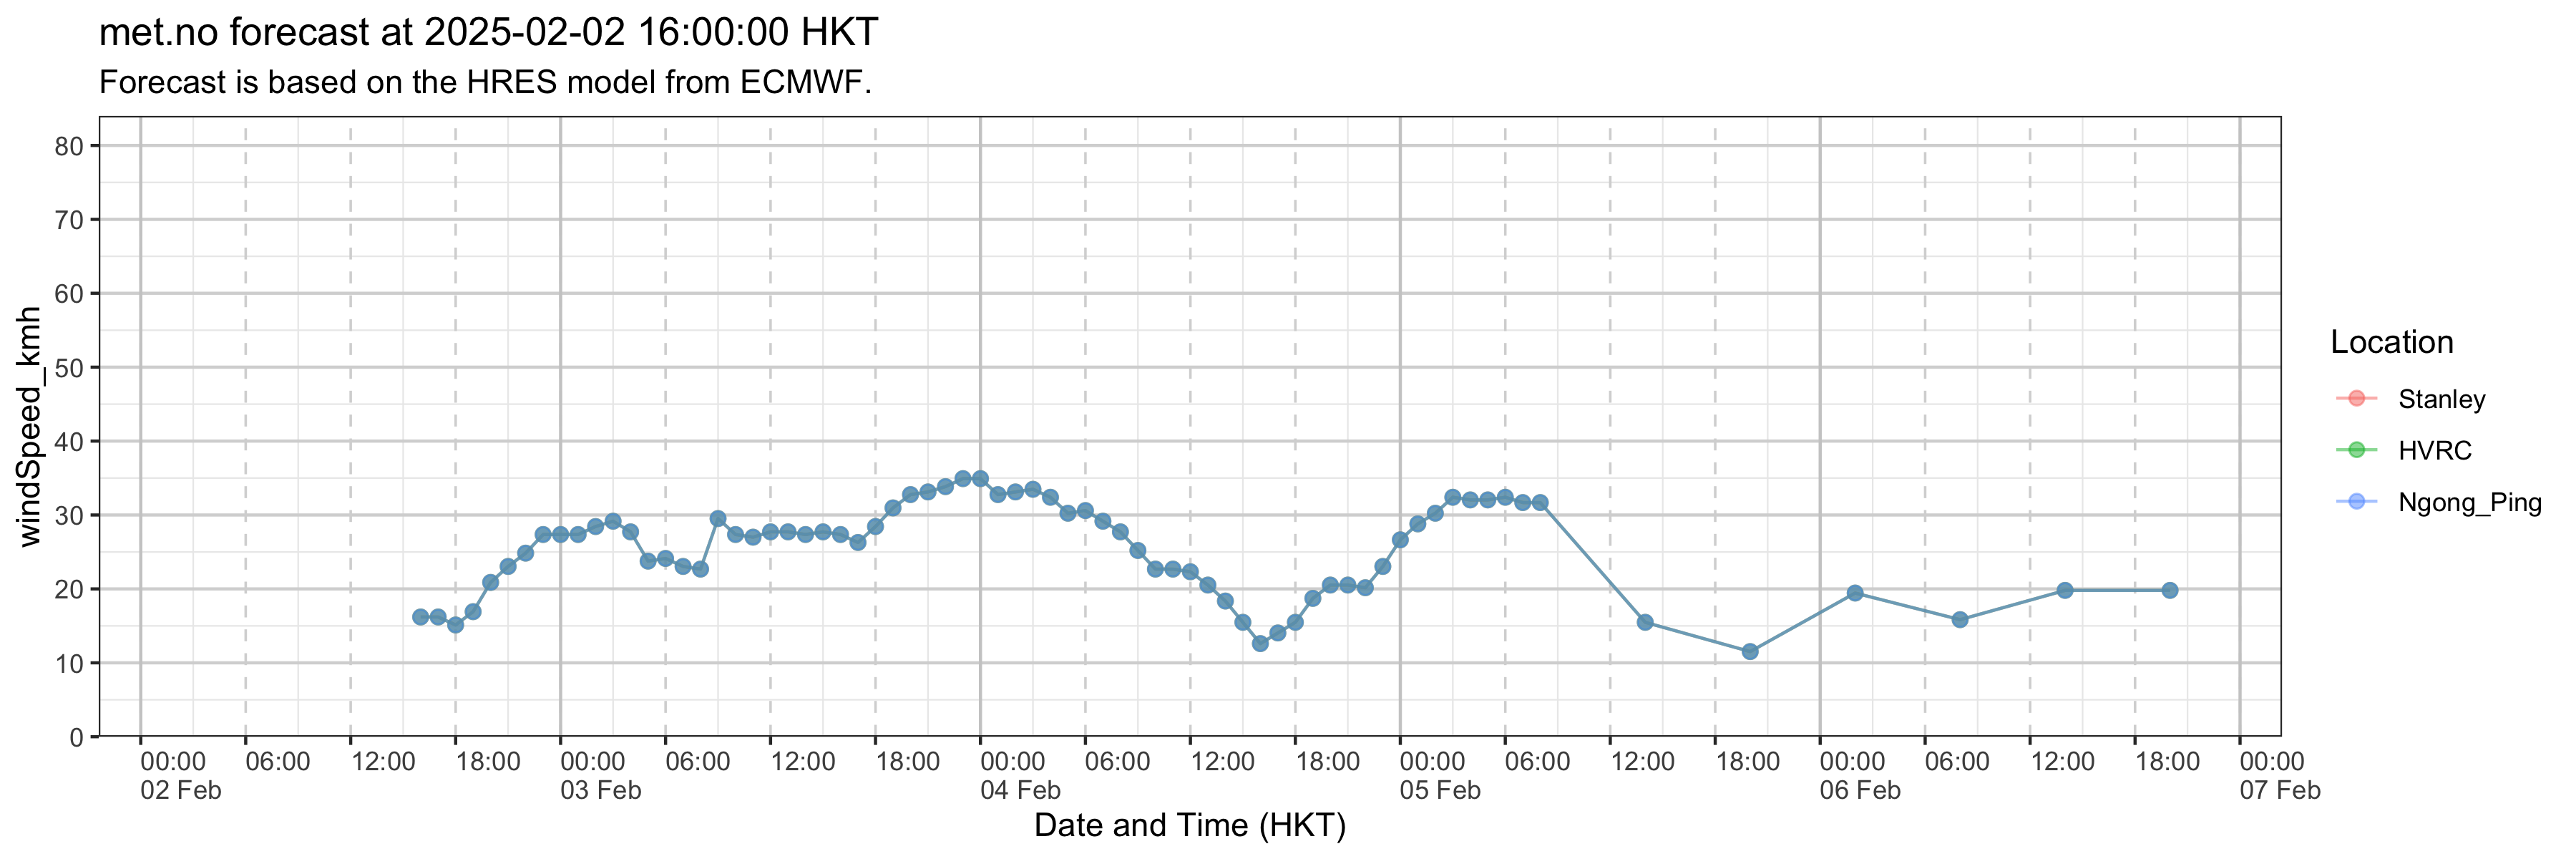 met.no forecast at 2025-02-02 16:00:00 HKT
Forecast is based on the HRES model from ECMWF.
windSpeed_kmh
80
70
60
50
40
30
20
10
0
00:00 06:00 12:00 18:00 00:00 06:00 12:00 18:00 00:00 06:00 12:00 18:00 00:00 06:00 12:00 18:00 00:00 06:00 12:00 18:00 00:00
02 Feb 03 Feb 04 Feb 05 Feb 06 Feb 07 Feb
Date and Time (HKT)
Location
Stanley
HVRC
Ngong_Ping